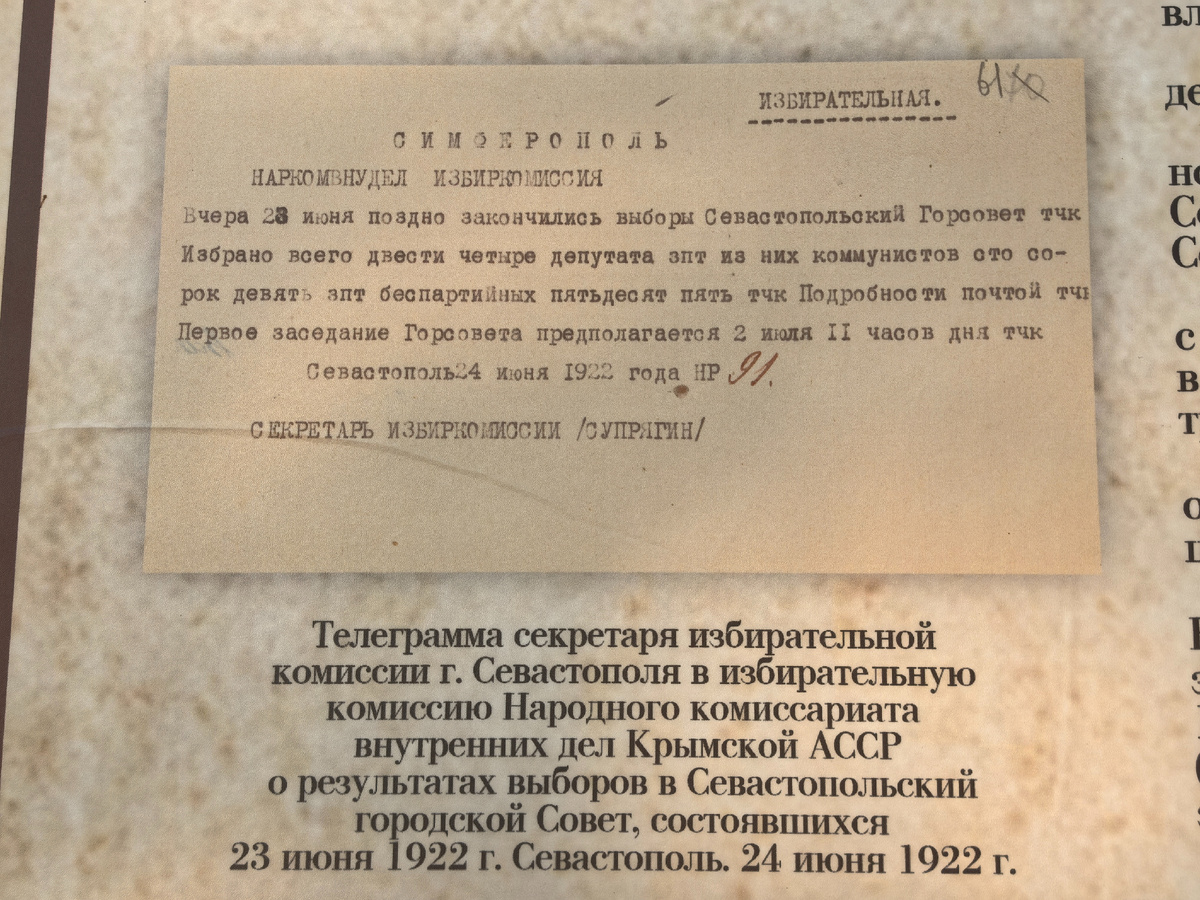 ИЗБИРАТЕЛЬНАЯ. 61
СИМФЕРОПОЛЬ
НАРКОМВНУДЕЛ ИЗБИРКОМИССИЯ
Вчера 23 июня поздно закончились выборы Севастопольский Горсовет тчк
Избрано всего двести четыре депутата зпт из них коммунистов сто со-
рок девять зпт беспартийных пятьдесят пять тчк Подробности почтой тчк
Первое заседание Горсовета предполагается 2 июля II часов дня тчк
Севастополь24 июня 1922 года НР 91.
СЕКРЕТАРЬ ИЗБИРКОМИССИИ /СУПРЯГИН/
Телеграмма секретаря избирательной
комиссии г. Севастополя в избирательную
комиссию Народного комиссариата
внутренних дел Крымской АССР
о результатах выборов в Севастопольский
городской Совет, состоявшихся
23 июня 1922 г. Севастополь. 24 июня 1922 г.